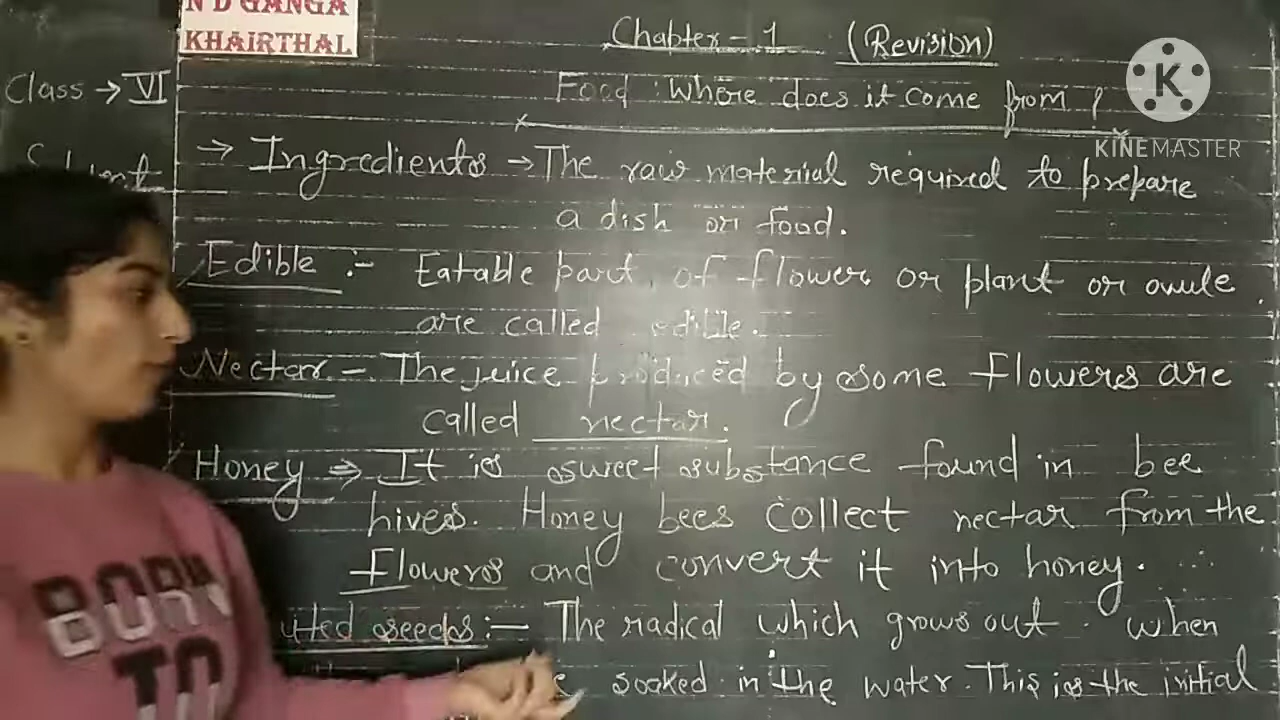 N D GANGA
KHAIRTHAL
Chapter - 1 (Revision)
Class → VI
Food : Where does it come from ?
KINEMASTER
→ Ingredients → The raw material required to prepare
a dish or food.
Edible :- Eatable part of flower or plant or ovule
are called edible.
Nectar - The juice produced by some flowers are
called nectar.
Honey → It is sweet substance found in bee
hives. Honey bees collect nectar from the
Flowers and convert it into honey.
seeds :- The radical which grows out when
soaked in the water. This is the initial
BORN
TO